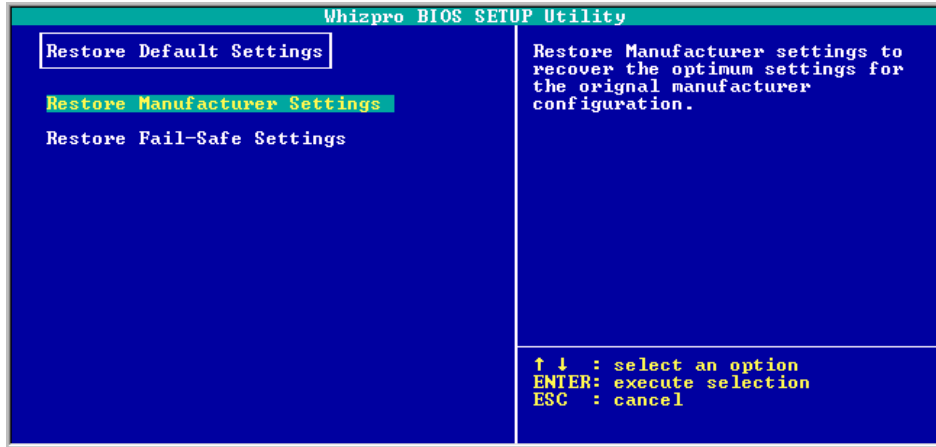 Whizpro BIOS SETUP Utility
Restore Default Settings
Restore Manufacturer Settings
Restore Fail-Safe Settings
Restore Manufacturer settings to
recover the optimum settings for
the orignal manufacturer
configuration.
↑ ↓ : select an option
ENTER: execute selection
ESC : cancel